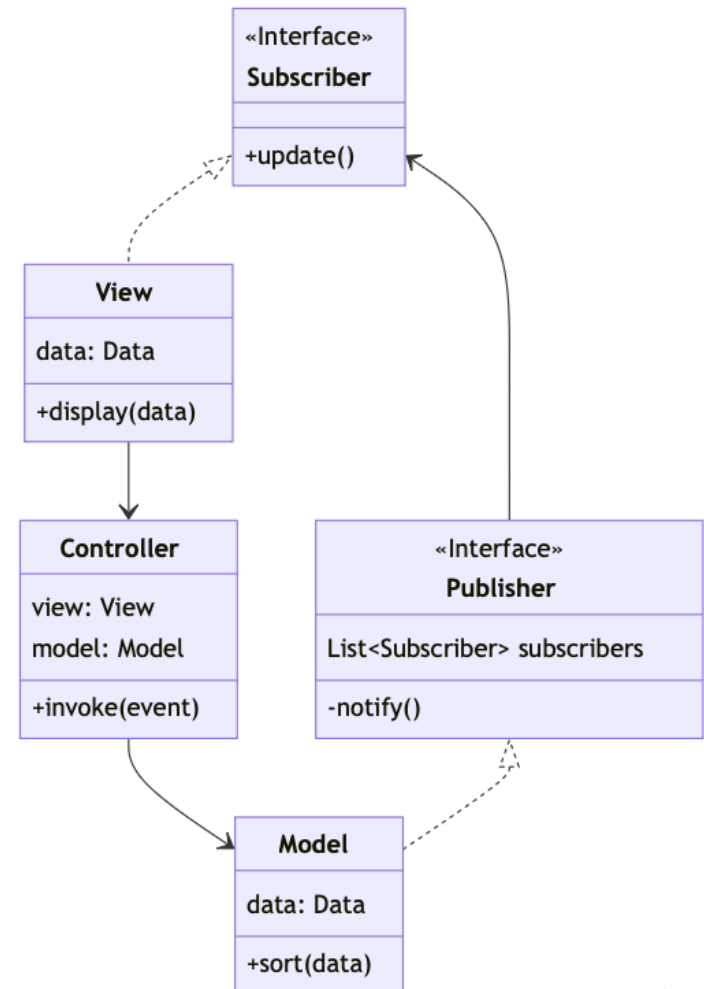 «Interface»
Subscriber
+update()
View
data: Data
+display(data)
Controller
view: View
model: Model
+invoke(event)
«Interface»
Publisher
List<Subscriber> subscribers
-notify()
Model
data: Data
+sort(data)